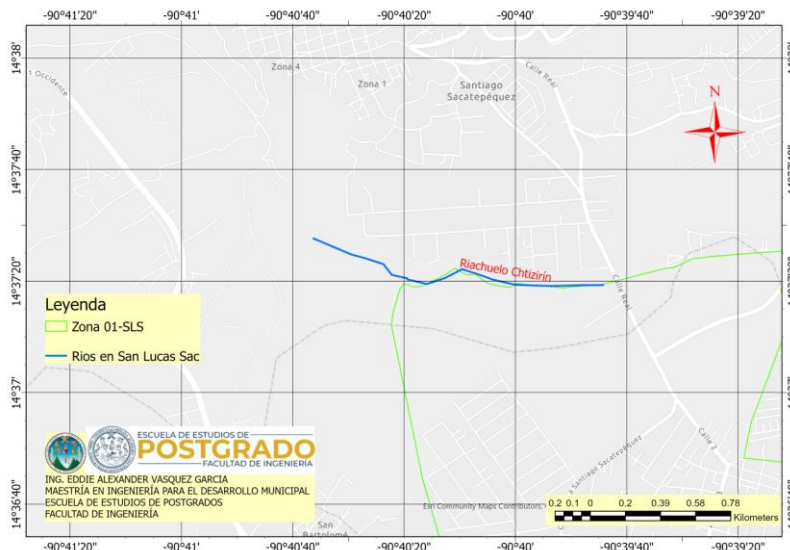 -90°41'20"
-90°41'
-90°40'40"
-90°40'20"
-90°40'
-90°39'40"
-90°39'20"
14°38'
14°37'40"
14°37'20"
14°37'
14°36'40"
Zona 4
Zona 1
Santiago
Sacatepéquez
Calle Real
Occidente
N
Riachuelo Chtizirín
Calle Real
Leyenda
Zona 01-SLS
Rios en San Lucas Sac
Calle 2
a Santiago Sacatepéquez
ESCUELA DE ESTUDIOS DE
POSTGRADO
FACULTAD DE INGENIERÍA
ING. EDDIE ALEXANDER VASQUEZ GARCÍA
MAESTRÍA EN INGENIERÍA PARA EL DESARROLLO MUNICIPAL
ESCUELA DE ESTUDIOS DE POSTGRADOS
FACULTAD DE INGENIERÍA
San
Bartolomé
Esri Community Maps Contributors,
0.2 0.1 0 0.2 0.39 0.58 0.78
Kilometers
-90°41'20"
-90°41'
-90°40'40"
-90°40'20"
-90°40'
-90°39'40"
-90°39'20"